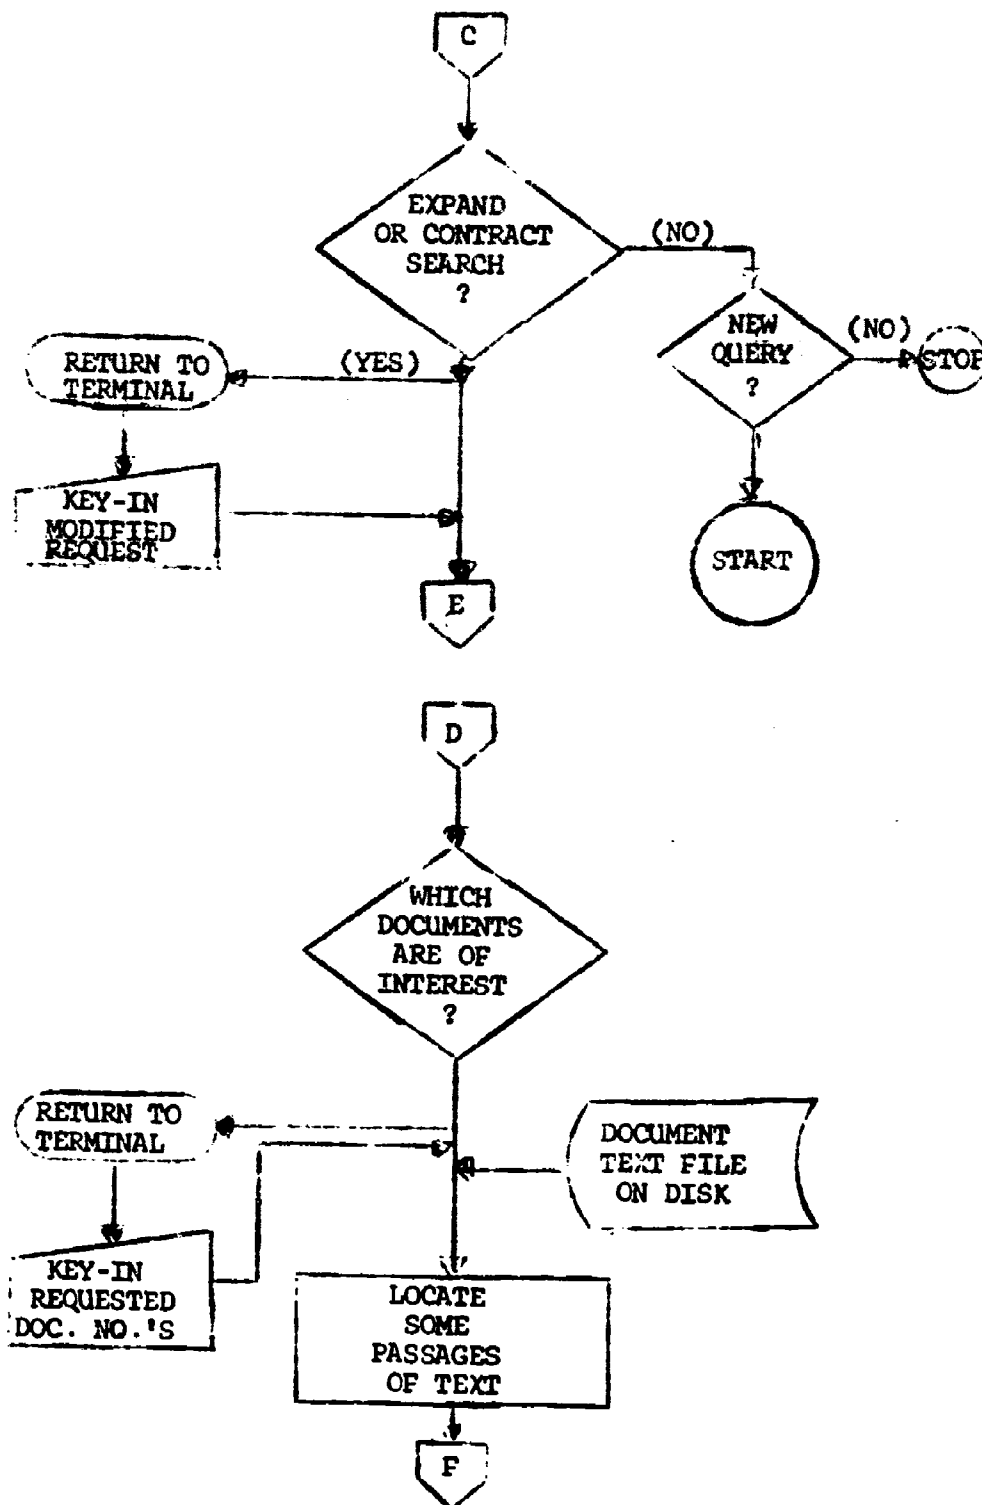 C
EXPAND
OR CONTRACT
SEARCH
?
(NO)
NEW
QUERY
?
(NO)
STOP
(YES)
RETURN TO
TERMINAL
KEY-IN
MODIFIED
REQUEST
START
E
D
WHICH
DOCUMENTS
ARE OF
INTEREST
?
RETURN TO
TERMINAL
DOCUMENT
TEXT FILE
ON DISK
KEY-IN
REQUESTED
DOC. NO.'S
LOCATE
SOME
PASSAGES
OF TEXT
F